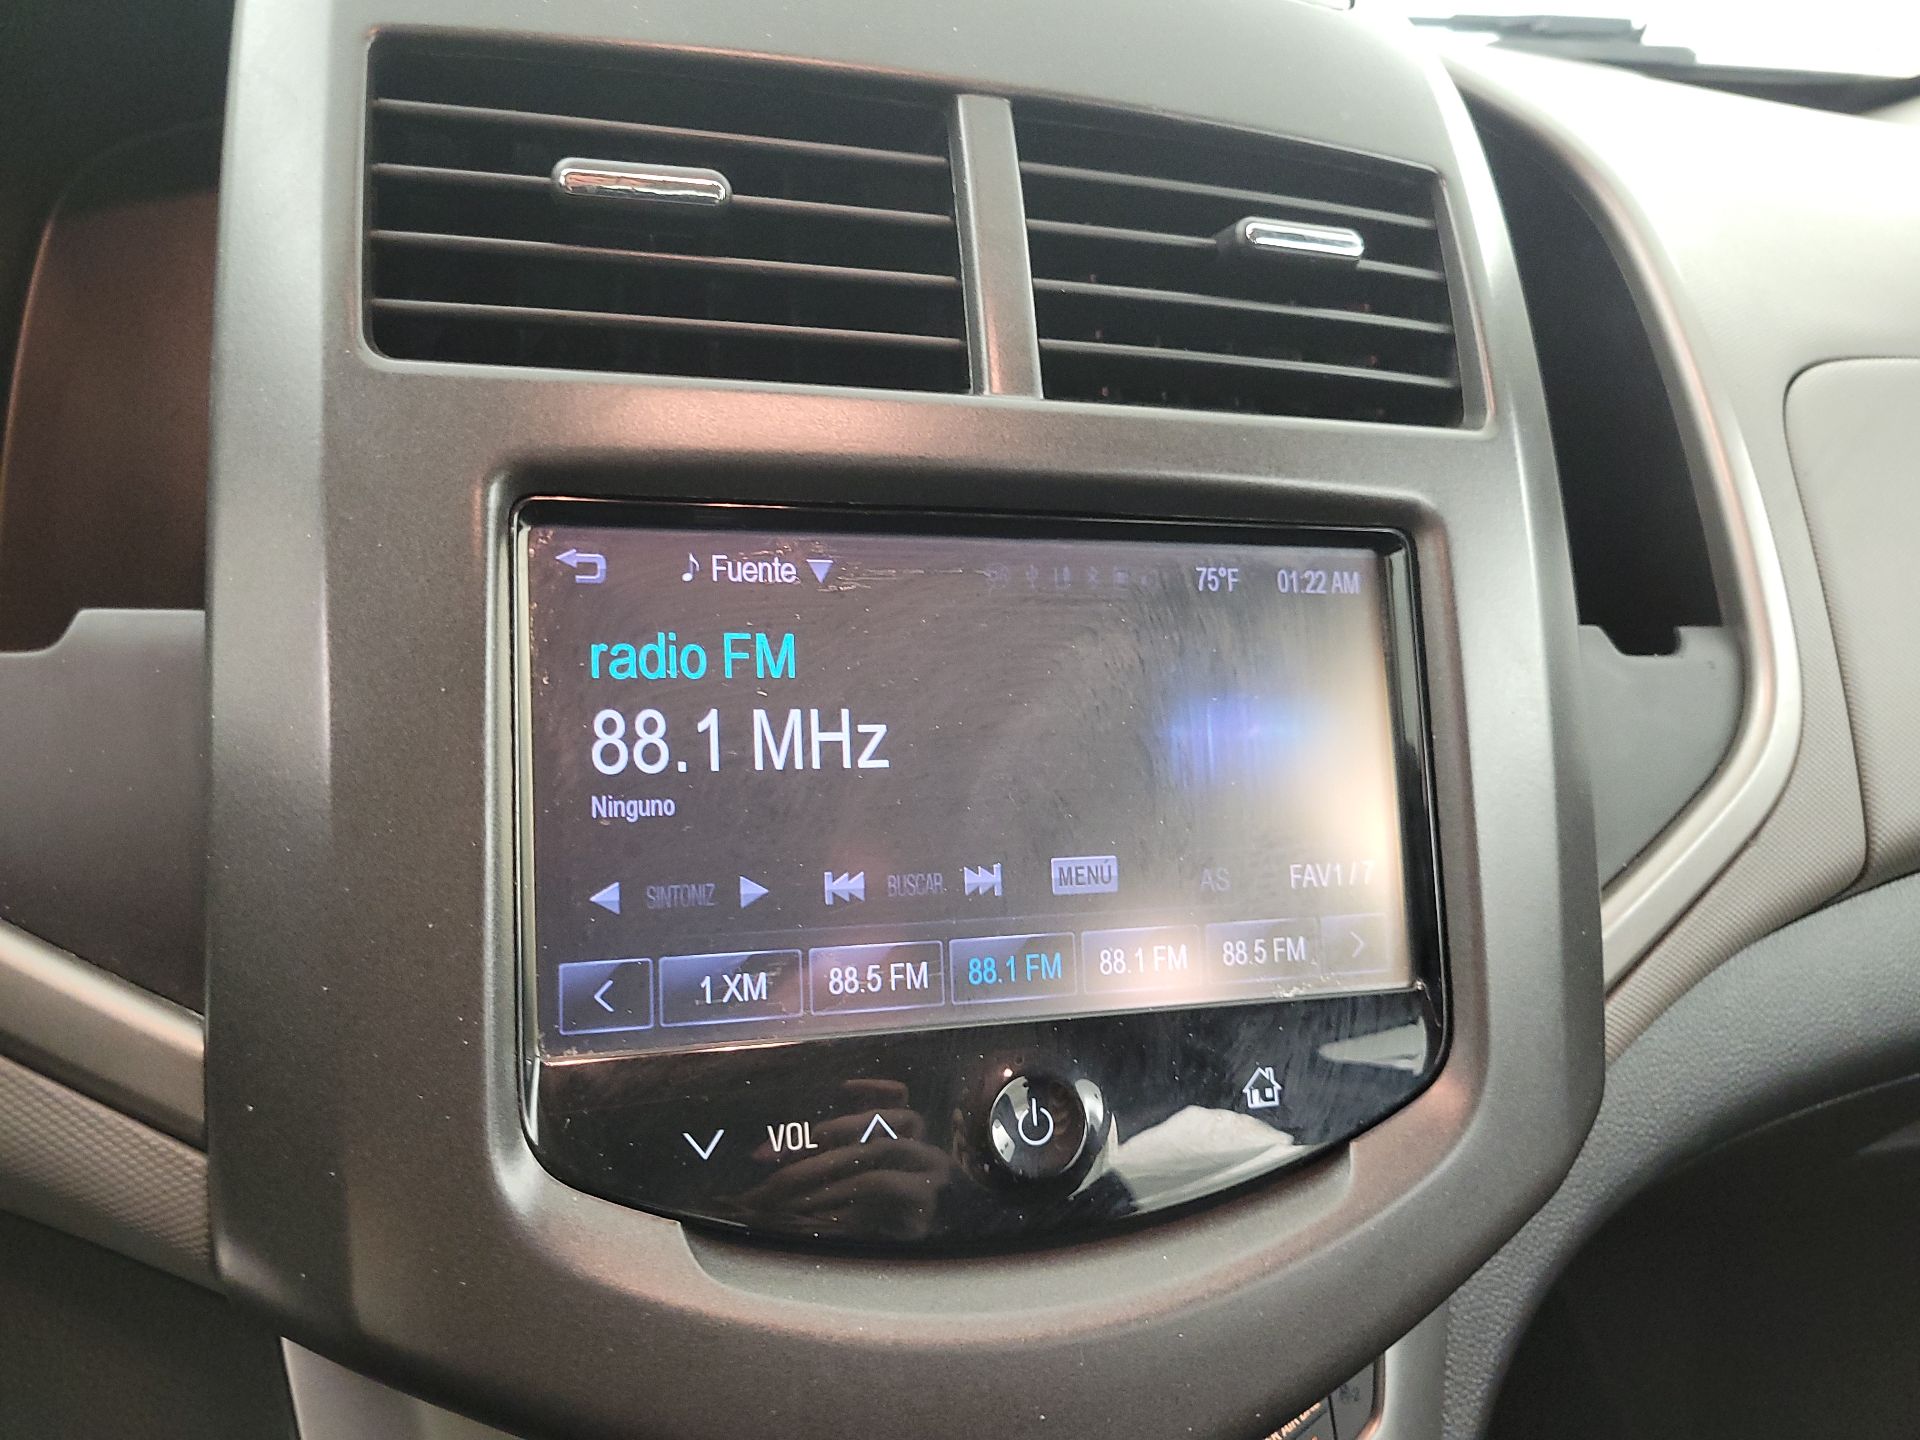 Fuente 75°F 01:22 AM
radio FM
88.1 MHz
Ninguno
SINTONIZ BUSCAR MENÚ AS FAV1 / 7
1 XM 88.5 FM 88.1 FM 88.1 FM 88.5 FM
VOL